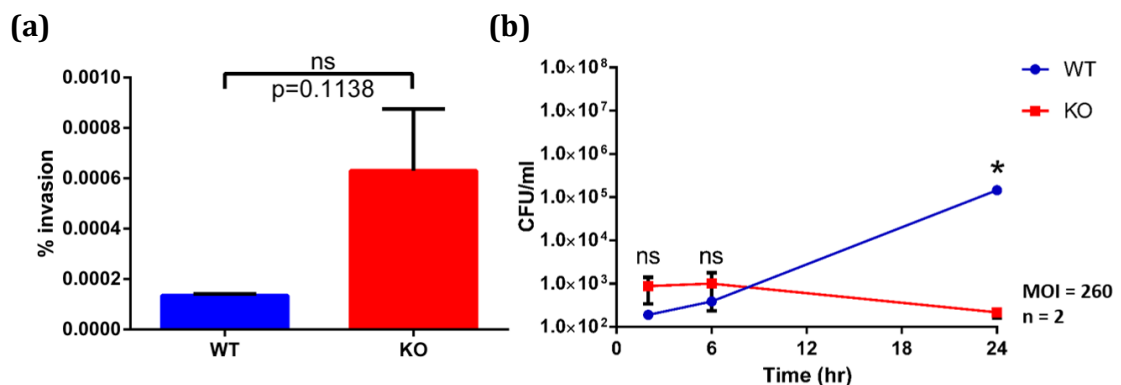 (a)
ns
p=0.1138
% invasion
0.0010
0.0008
0.0006
0.0004
0.0002
0.0000
WT
KO
(b)
CFU/ml
1.0×10⁸
1.0×10⁷
1.0×10⁶
1.0×10⁵
1.0×10⁴
1.0×10³
1.0×10²
ns
ns
*
0
6
12
18
24
Time (hr)
WT
KO
MOI = 260
n = 2